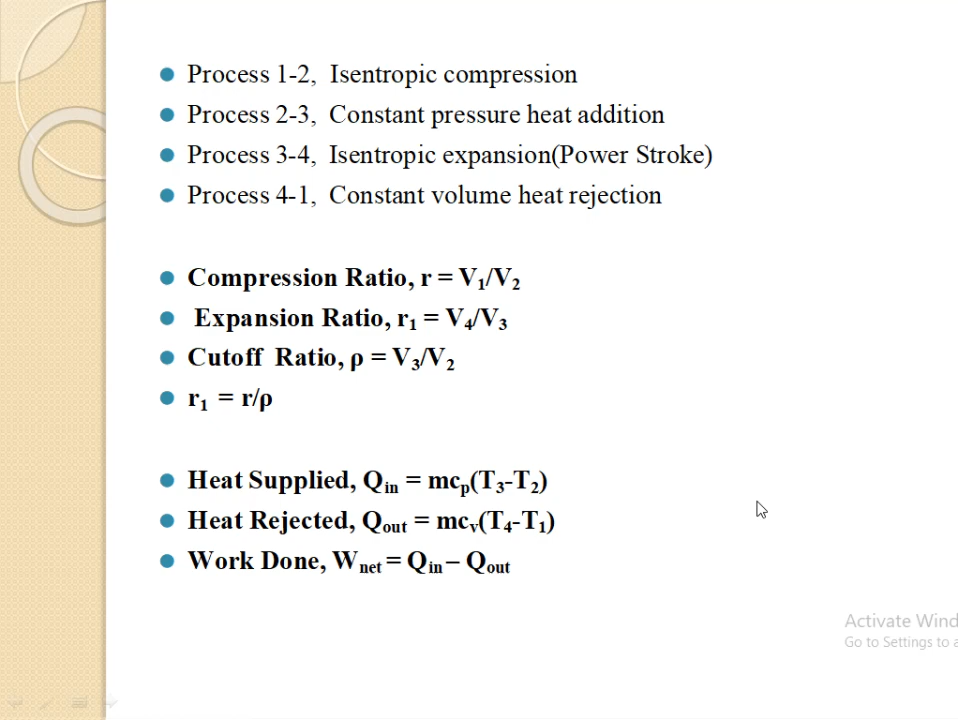 Process 1-2, Isentropic compression
Process 2-3, Constant pressure heat addition
Process 3-4, Isentropic expansion(Power Stroke)
Process 4-1, Constant volume heat rejection
Compression Ratio, r = V₁/V₂
Expansion Ratio, r₁ = V₄/V₃
Cutoff Ratio, ρ = V₃/V₂
r₁ = r/ρ
Heat Supplied, Q_in = mc_p(T₃-T₂)
Heat Rejected, Q_out = mc_v(T₄-T₁)
Work Done, W_net = Q_in – Q_out
Activate Wind
Go to Settings to a